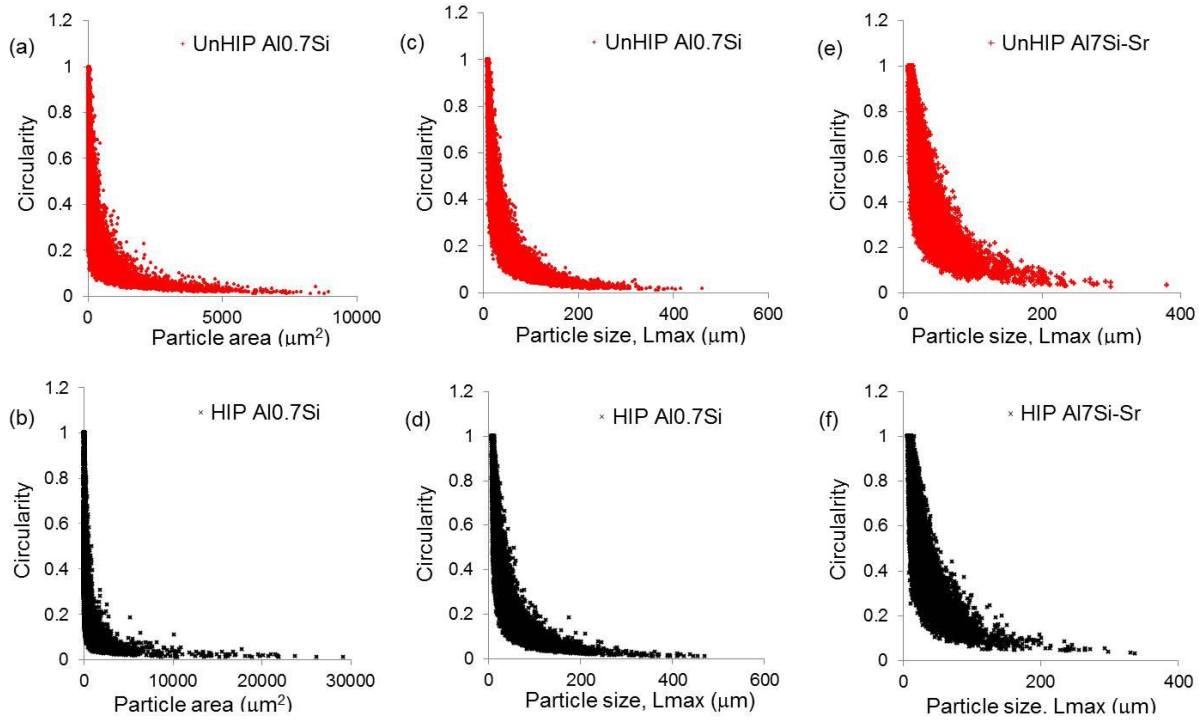 (a)
UnHIP Al0.7Si
1.2
1
0.8
0.6
0.4
0.2
0
Circularity
0
5000
10000
Particle area (μm²)
(c)
UnHIP Al0.7Si
1.2
1
0.8
0.6
0.4
0.2
0
Circularity
0
200
400
600
Particle size, Lmax (μm)
(e)
UnHIP Al7Si-Sr
1.2
1
0.8
0.6
0.4
0.2
0
Circulalrity
0
200
400
Particle size, Lmax (μm)
(b)
HIP Al0.7Si
1.2
1
0.8
0.6
0.4
0.2
0
Circularity
0
10000
20000
30000
Particle area (μm²)
(d)
HIP Al0.7Si
1.2
1
0.8
0.6
0.4
0.2
0
Circularity
0
200
400
600
Particle size, Lmax (μm)
(f)
HIP Al7Si-Sr
1.2
1
0.8
0.6
0.4
0.2
0
Circulalrity
0
200
400
Particle size. Lmax (μm)